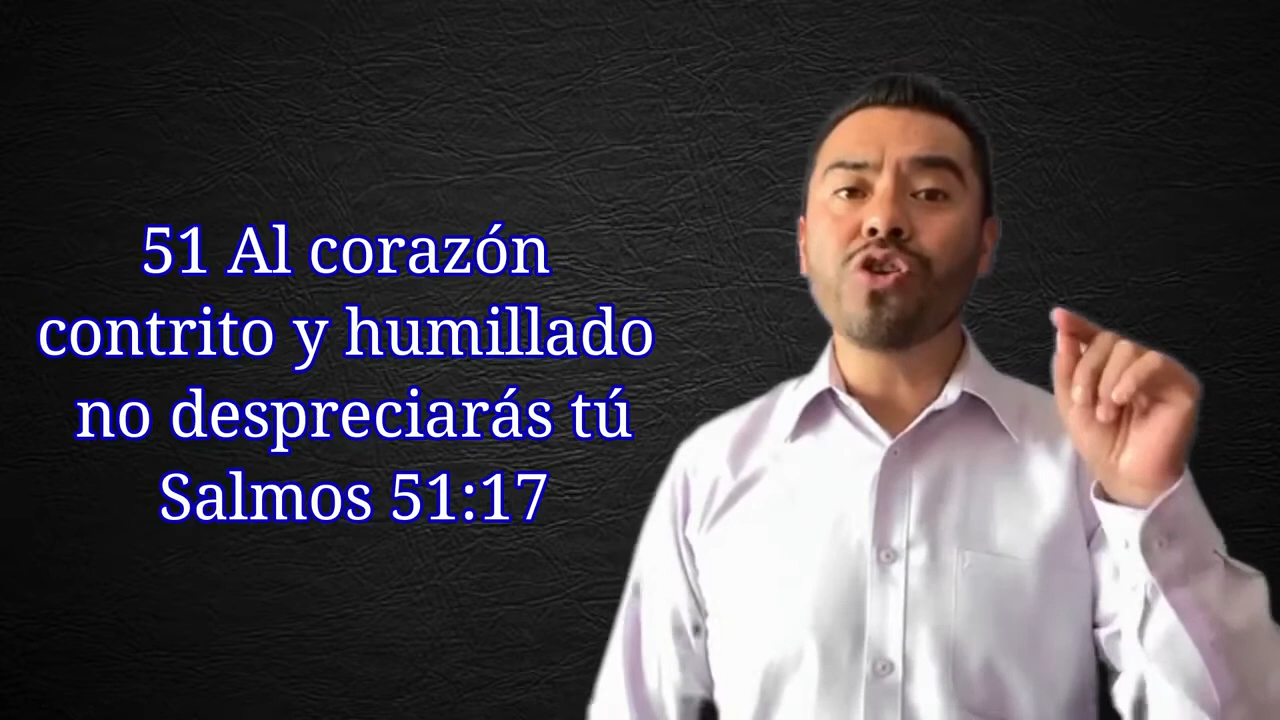 51 Al corazón
contrito y humillado
no despreciarás tú
Salmos 51:17